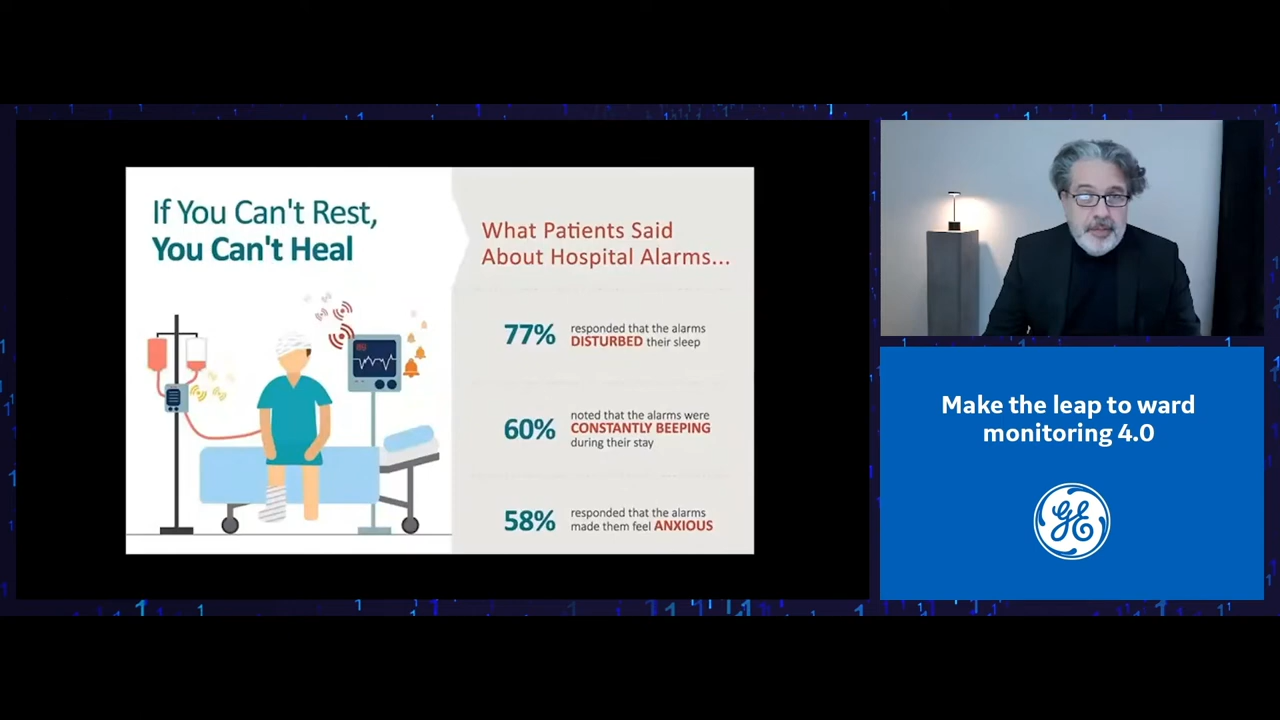 If You Can't Rest,
You Can't Heal
What Patients Said
About Hospital Alarms...
77%
responded that the alarms
DISTURBED their sleep
60%
noted that the alarms were
CONSTANTLY BEEPING
during their stay
58%
responded that the alarms
made them feel ANXIOUS
Make the leap to ward
monitoring 4.0
GE